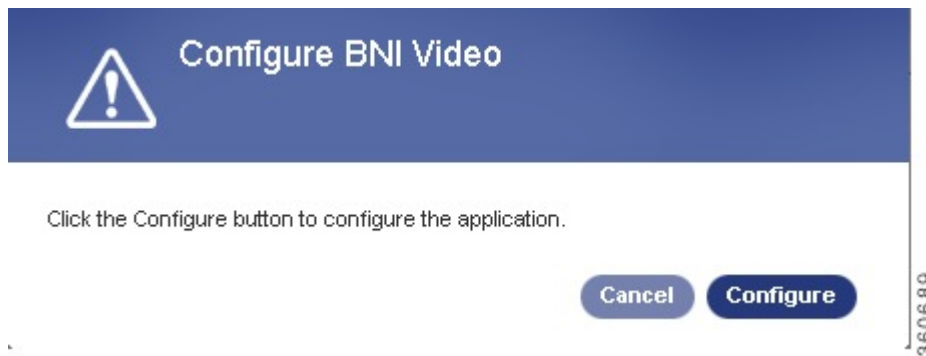 Configure BNI Video
Click the Configure button to configure the application.
Cancel
Configure
360689